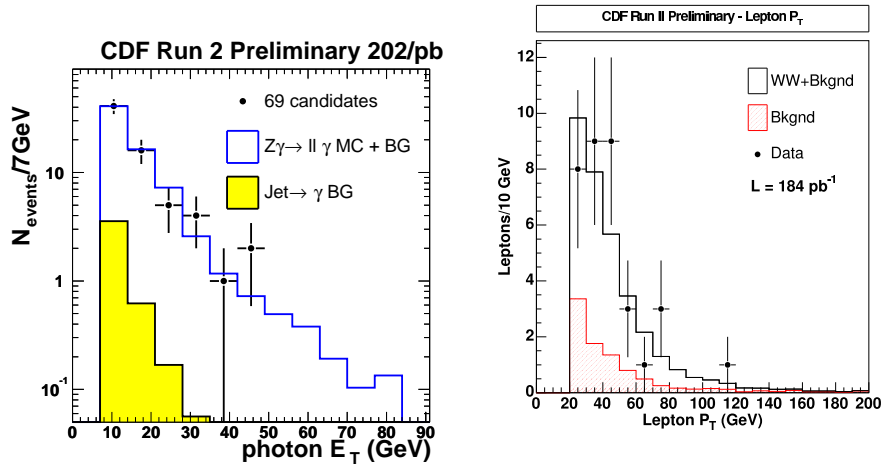 CDF Run 2 Preliminary 202/pb
N_events/7GeV
69 candidates
Zγ→ ll γ MC + BG
Jet→ γ BG
10
1
10^-1
0 10 20 30 40 50 60 70 80 90
photon E_T (GeV)
CDF Run II Preliminary - Lepton P_T
Leptons/10 GeV
WW+Bkgnd
Bkgnd
Data
L = 184 pb^-1
12
10
8
6
4
2
0
0 20 40 60 80 100 120 140 160 180 200
Lepton P_T (GeV)